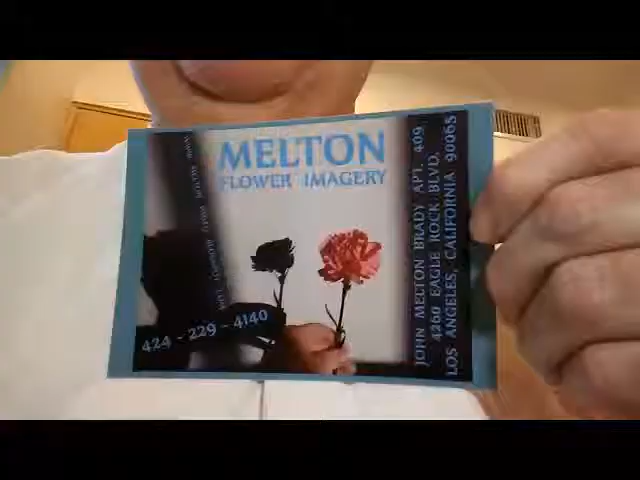 MELTON
FLOWER IMAGERY
424 - 229 - 4140
JOHN MELTON BRADY APT. 409
4260 EAGLE ROCK BLVD.
LOS ANGELES, CALIFORNIA 90065